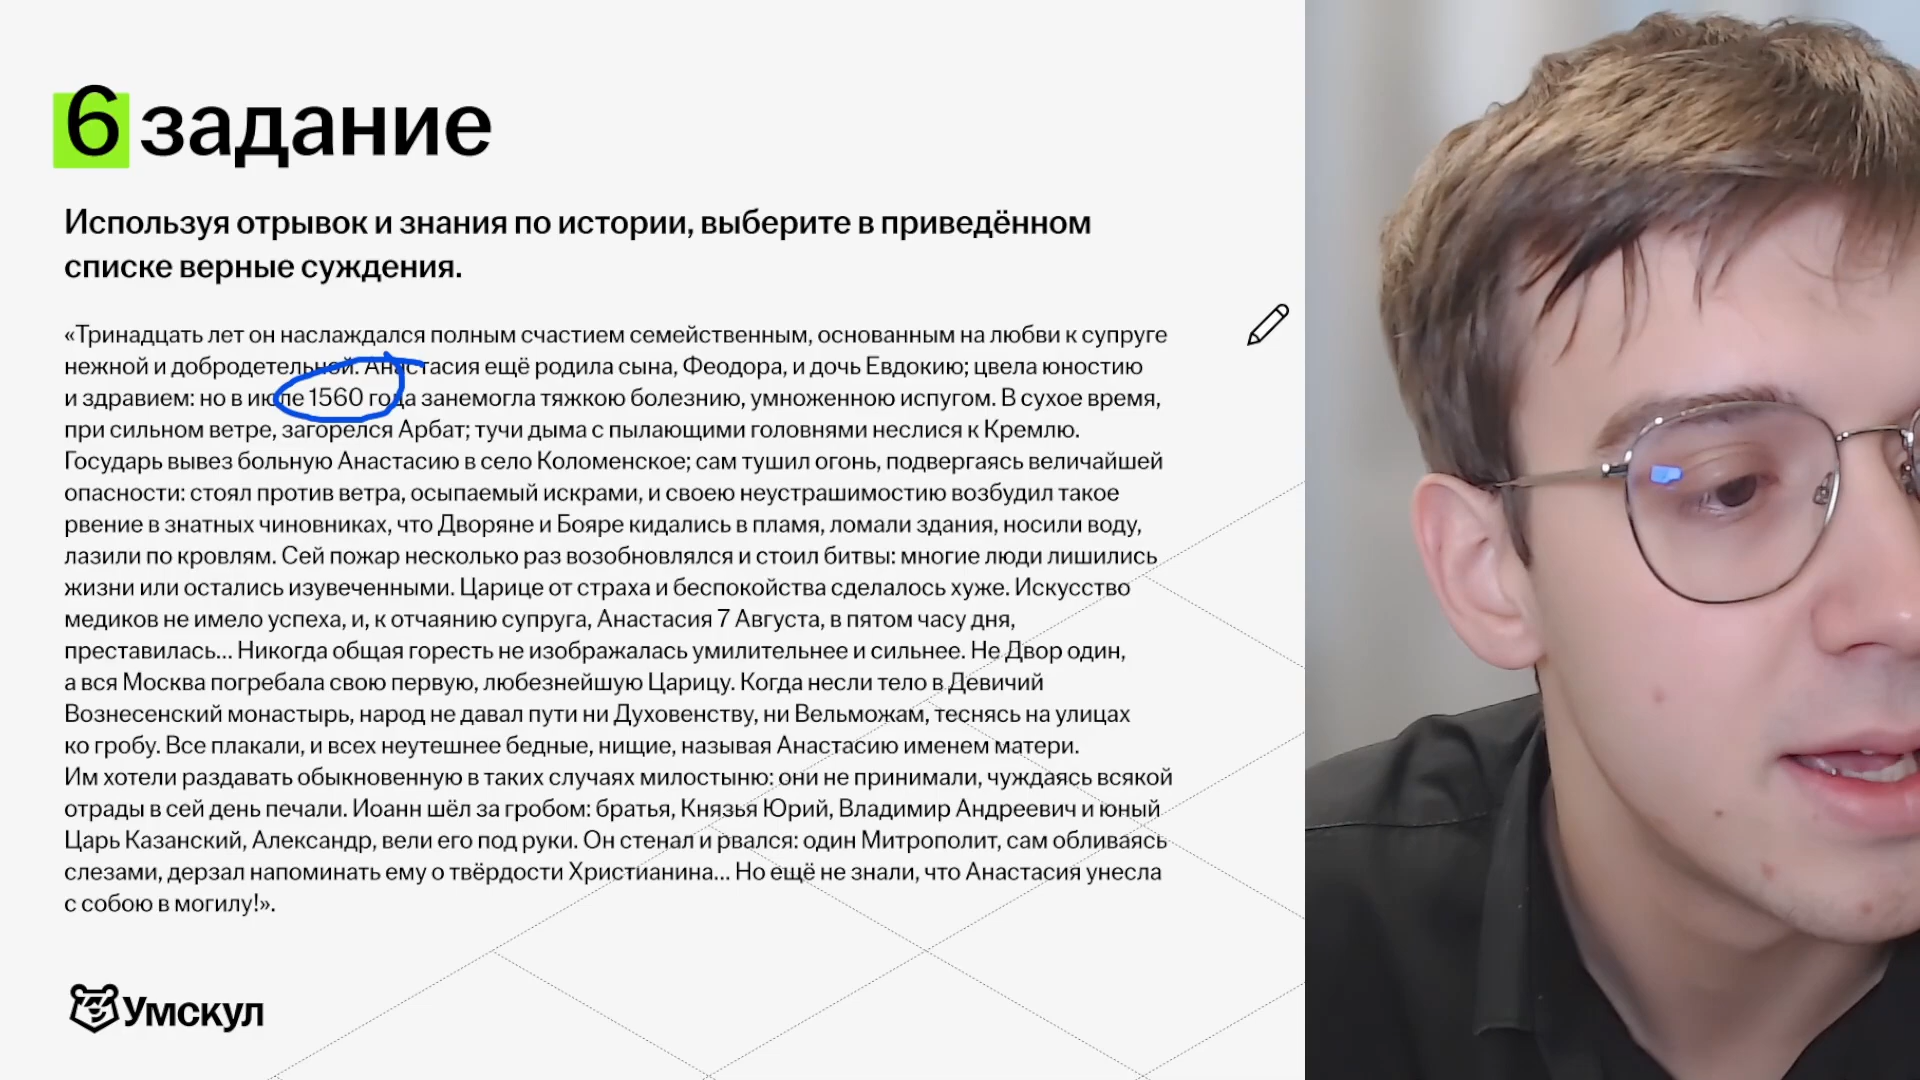 6 задание
Используя отрывок и знания по истории, выберите в приведённом
списке верные суждения.
«Тринадцать лет он наслаждался полным счастием семейственным, основанным на любви к супруге
нежной и добродетельной. Анастасия ещё родила сына, Феодора, и дочь Евдокию; цвела юностию
и здравием: но в июле 1560 года занемогла тяжкою болезнию, умноженною испугом. В сухое время,
при сильном ветре, загорелся Арбат; тучи дыма с пылающими головнями неслися к Кремлю.
Государь вывез больную Анастасию в село Коломенское; сам тушил огонь, подвергаясь величайшей
опасности: стоял против ветра, осыпаемый искрами, и своею неустрашимостию возбудил такое
рвение в знатных чиновниках, что Дворяне и Бояре кидались в пламя, ломали здания, носили воду,
лазили по кровлям. Сей пожар несколько раз возобновлялся и стоил битвы: многие люди лишились
жизни или остались изувеченными. Царице от страха и беспокойства сделалось хуже. Искусство
медиков не имело успеха, и, к отчаянию супруга, Анастасия 7 Августа, в пятом часу дня,
преставилась... Никогда общая горесть не изображалась умилительнее и сильнее. Не Двор один,
а вся Москва погребала свою первую, любезнейшую Царицу. Когда несли тело в Девичий
Вознесенский монастырь, народ не давал пути ни Духовенству, ни Вельможам, теснясь на улицах
ко гробу. Все плакали, и всех неутешнее бедные, нищие, называя Анастасию именем матери.
Им хотели раздавать обыкновенную в таких случаях милостыню: они не принимали, чуждаясь всякой
отрады в сей день печали. Иоанн шёл за гробом: братья, Князья Юрий, Владимир Андреевич и юный
Царь Казанский, Александр, вели его под руки. Он стенал и рвался: один Митрополит, сам обливаясь
слезами, дерзал напоминать ему о твёрдости Христианина... Но ещё не знали, что Анастасия унесла
с собою в могилу!».
Умскул